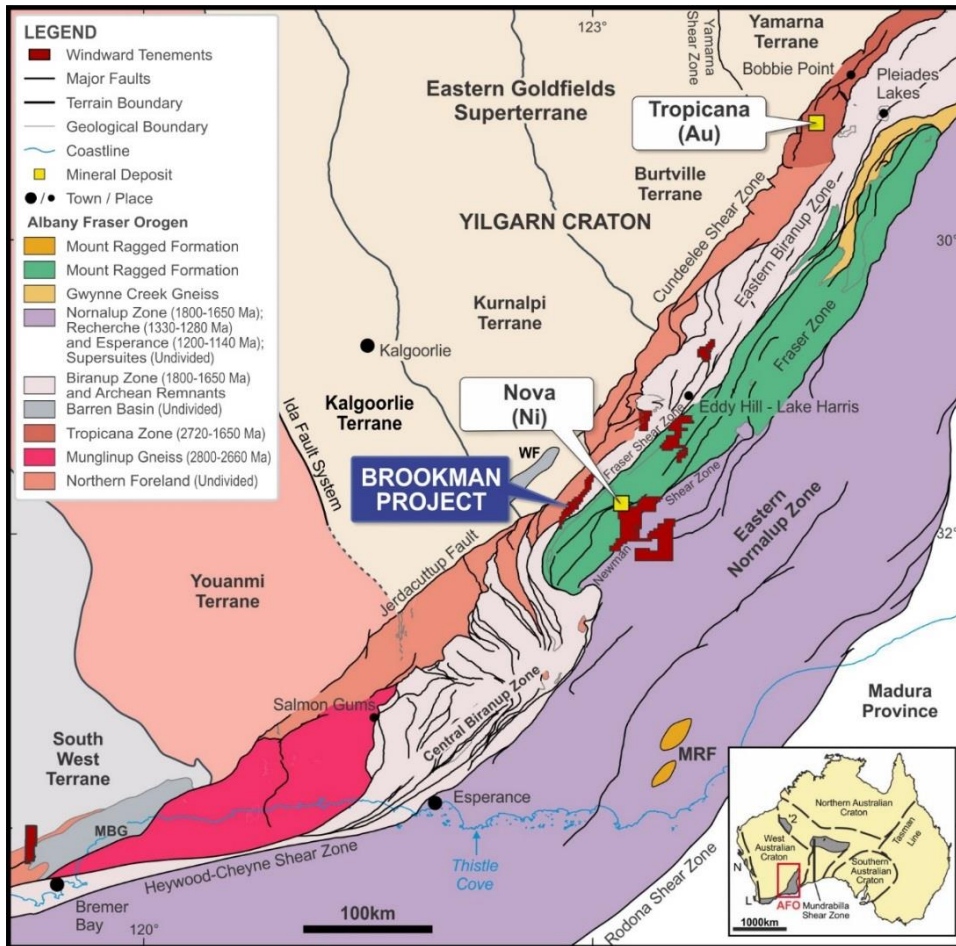 LEGEND
Windward Tenements
Major Faults
Terrain Boundary
Geological Boundary
Coastline
Mineral Deposit
/ Town / Place
Albany Fraser Orogen
Mount Ragged Formation
Mount Ragged Formation
Gwynne Creek Gneiss
Nornalup Zone (1800-1650 Ma);
Recherche (1330-1280 Ma)
and Esperance (1200-1140 Ma);
Supersuites (Undivided)
Biranup Zone (1800-1650 Ma)
and Archean Remnants
Barren Basin (Undivided)
Tropicana Zone (2720-1650 Ma)
Munglinup Gneiss (2800-2660 Ma)
Northern Foreland (Undivided)
123
Yamarna
Shear Zone
Yamarna
Terrane
Bobbie Point
Pleiades
Lakes
Eastern Goldfields
Superterrane
Tropicana
(Au)
Burtville
Terrane
YILGARN CRATON
Cundeelee Shear Zone
Eastern Biranup Zone
30
Kurnalpi
Terrane
Fraser Zone
Kalgoorlie
Kalgoorlie
Terrane
Nova
(Ni)
Eddy Hill - Lake Harris
Fraser Shear Zone
Ida Fault System
WF
BROOKMAN
PROJECT
Newman
Shear Zone
Eastern
Nornalup Zone
32
Jerdacuttup Fault
Youanmi
Terrane
Salmon Gums
Central Biranup Zone
Madura
Province
South
West
Terrane
MRF
MBG
Esperance
Heywood-Cheyne Shear Zone
Thistle
Cove
Rodona Shear Zone
Bremer
Bay
120
100km
Northern Australian
Craton
2
West
Australian
Craton
Tasman
Line
Southern
Australian
Craton
N
L
AFO
Mundrabilla
Shear Zone
1000km